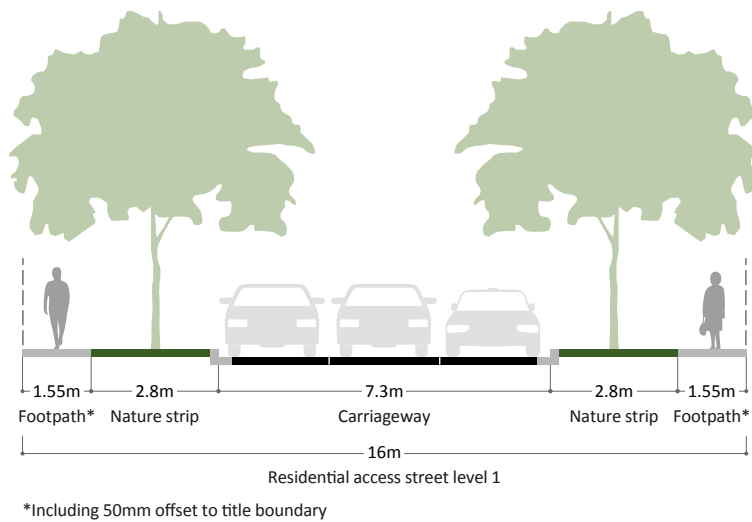 1.55m 2.8m 7.3m 2.8m 1.55m
Footpath* Nature strip Carriageway Nature strip Footpath*
16m
Residential access street level 1
*Including 50mm offset to title boundary